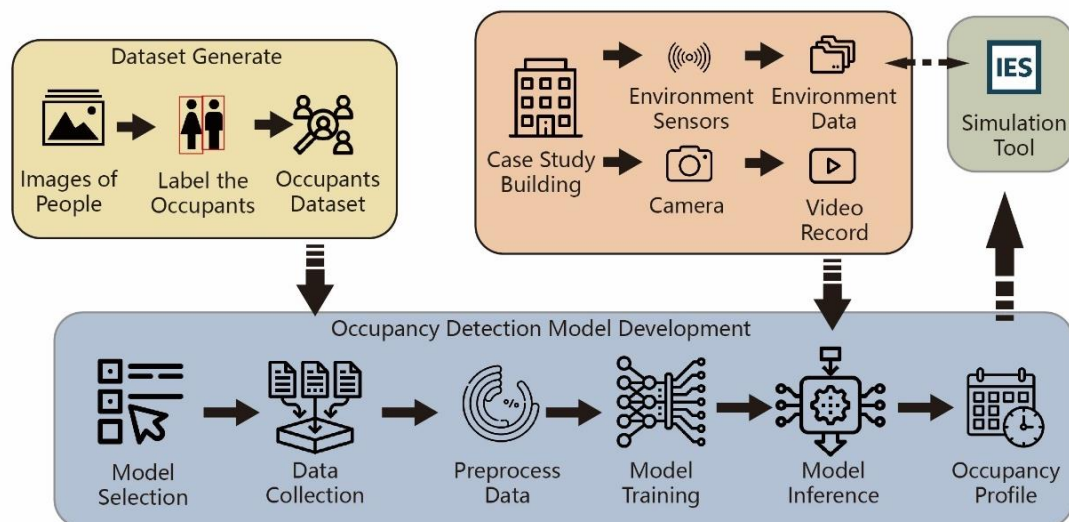 Dataset Generate
Images of
People
Label the
Occupants
Occupants
Dataset
Case Study
Building
Environment
Sensors
Environment
Data
Camera
Video
Record
IES
Simulation
Tool
Occupancy Detection Model Development
Model
Selection
Data
Collection
%
Preprocess
Data
Model
Training
Model
Inference
Occupancy
Profile